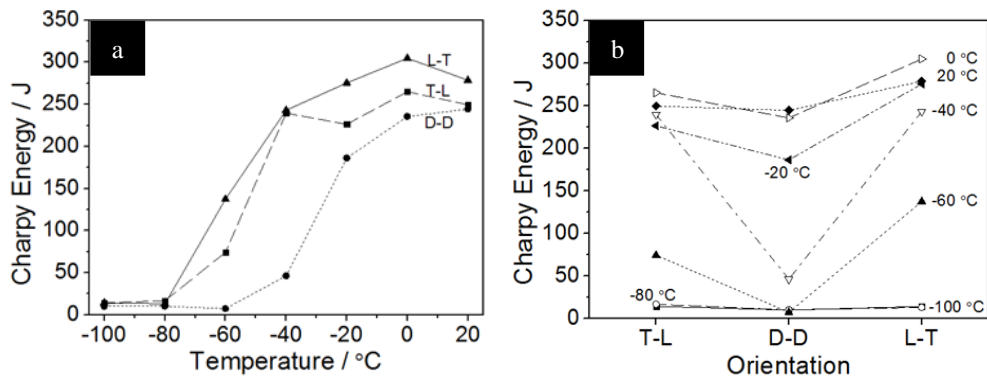 a
Charpy Energy / J
350
300
250
200
150
100
50
0
L-T
T-L
D-D
-100 -80 -60 -40 -20 0 20
Temperature / °C
b
Charpy Energy / J
350
300
250
200
150
100
50
0
0 °C
20 °C
-40 °C
-20 °C
-60 °C
-80 °C
-100 °C
T-L D-D L-T
Orientation